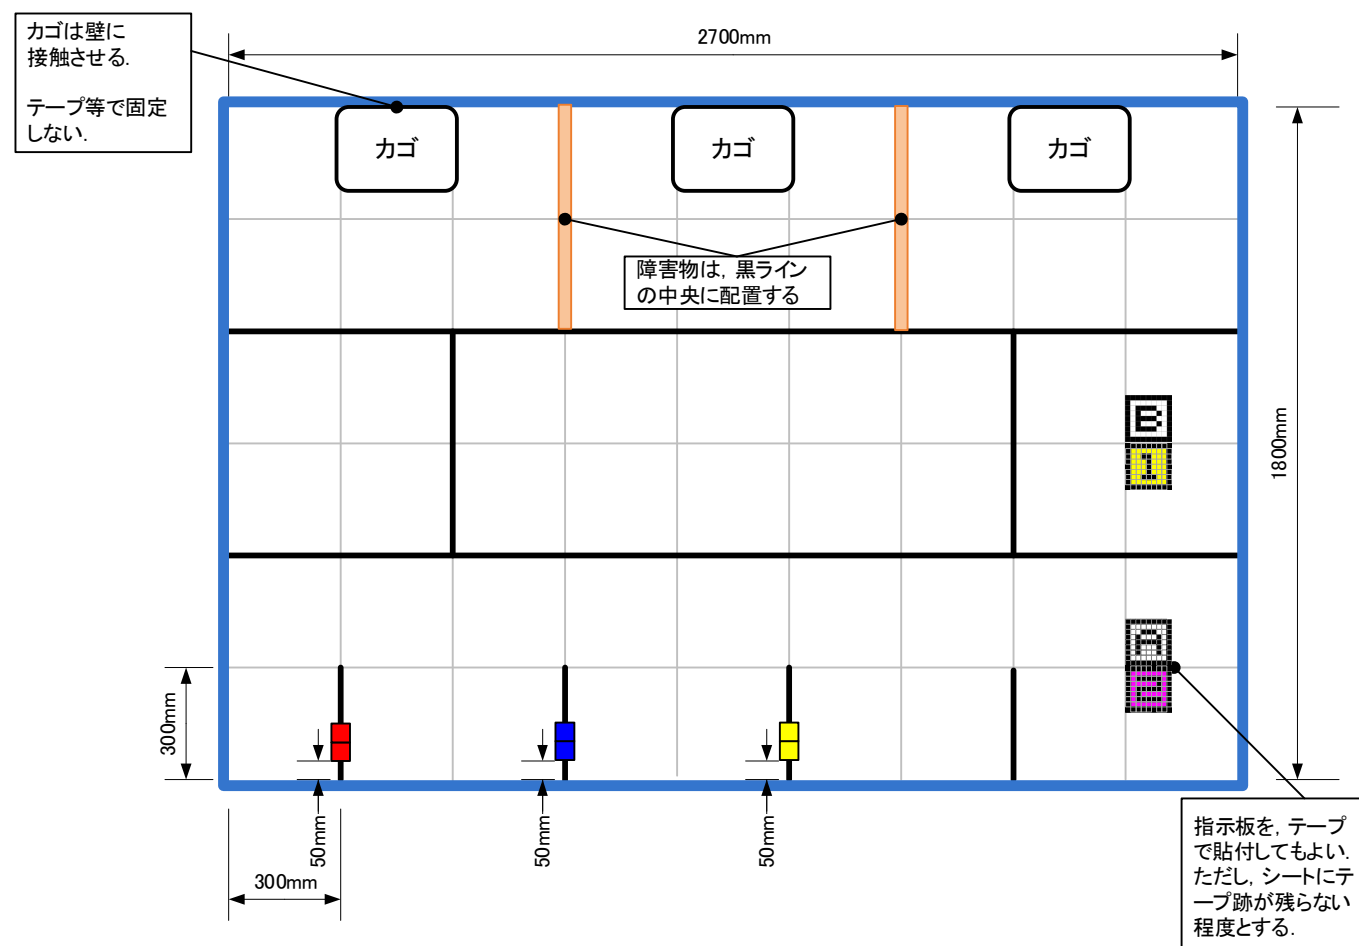 カゴは壁に
接触させる.
テープ等で固定
しない.
2700mm
カゴ
カゴ
カゴ
障害物は, 黒ライン
の中央に配置する
1800mm
B
1
A
300mm
50mm
50mm
50mm
300mm
指示板を, テープ
で貼付してもよい.
ただし, シートにテ
ープ跡が残らない
程度とする.